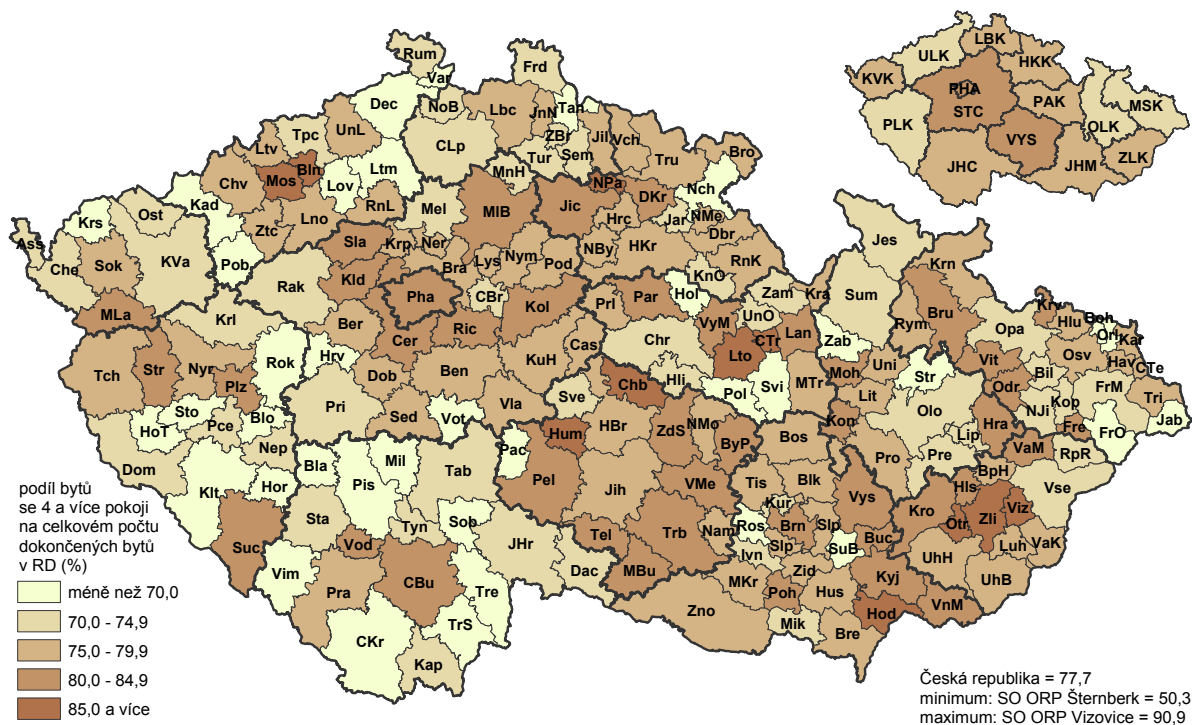 Rum
Var
Frd
Dec
NoB
Lbc
JnN
Tan
Tpc
UnL
CLp
ZBr
Jil
Vch
Ltv
Tur
Sem
Tru
Bro
Mos
Bln
Lov
Ltm
MnH
NPa
Nch
Chv
RnL
Mel
MlB
Jic
DKr
Kad
Lno
Hrc
Jar
NMe
Krs
Ost
Ztc
Sla
Krp
Ner
Dbr
Ass
KVa
Bra
Lys
Nym
Pod
NBy
HKr
RnK
Jes
Che
Sok
Pob
Rak
Kld
Pha
CBr
Kol
KnO
Krn
MLa
Krl
Ber
Ric
Prl
Par
Hol
Zam
Kra
Sum
Rym
Bru
Cer
UnO
VyM
CTr
Lan
Opa
Krv
Hlu
Boh
Orl
Kar
Tch
Str
Nyr
Rok
Hrv
Dob
Ben
KuH
Cas
Chr
Lto
Zab
Vit
Osv
Hav
CTe
Plz
Hli
Svi
MTr
Moh
Uni
Str
Odr
Bil
FrM
Tri
Sto
Blo
Pri
Sed
Vot
Vla
Sve
Chb
Pol
Lit
Olo
NJi
Kop
HoT
Pce
Fre
FrO
Jab
Nep
HBr
ZdS
NMo
ByP
Kon
Lip
Hra
Dom
Hum
Bos
Pro
Pre
VaM
RpR
Klt
Hor
Bla
Pis
Mil
Tab
Pac
Pel
Jih
VMe
Tis
Blk
Vys
BpH
Hls
Vse
Sta
Tyn
Sob
Kur
Kro
Otr
Zli
Viz
Suc
Vod
JHr
Tel
Trb
Nam
Ros
Brn
Slp
Slp
Buc
Luh
VaK
Vim
Pra
CBu
Tre
Dac
MBu
Ivn
SuB
UhH
UhB
Zid
Kyj
TrS
MKr
Poh
Hus
VnM
CKr
Kap
Zno
Mik
Bre
Hod
ULK
LBK
KVK
HKK
PHA
STC
PAK
MSK
PLK
VYS
OLK
JHC
JHM
ZLK
podíl bytů
se 4 a více pokoji
na celkovém počtu
dokončených bytů
v RD (%)
méně než 70,0
70,0 - 74,9
75,0 - 79,9
80,0 - 84,9
85,0 a více
Česká republika = 77,7
minimum: SO ORP Šternberk = 50,3
maximum: SO ORP Vizovice = 90,9